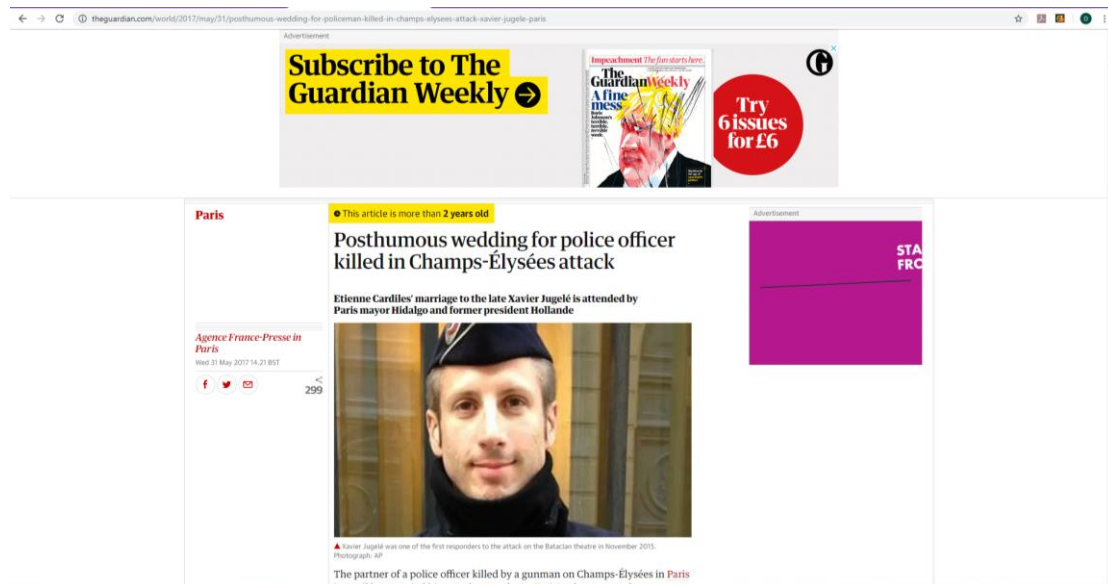 theguardian.com/world/2017/may/31/posthumous-wedding-for-policeman-killed-in-champs-elysees-attack-xavier-jugele-paris
Advertisement
Subscribe to The
Guardian Weekly
Impeachment The fun starts here.
The
Guardian Weekly
A fine
mess
Try
6 issues
for £6
Paris
This article is more than 2 years old
Advertisement
Posthumous wedding for police officer
killed in Champs-Élysées attack
STA
FRO
Etienne Cardiles' marriage to the late Xavier Jugelé is attended by
Paris mayor Hidalgo and former president Hollande
Agence France-Presse in
Paris
Wed 31 May 2017 14.21 BST
299
Xavier Jugelé was one of the first responders to the attack on the Bataclan theatre in November 2015.
Photograph: AP
The partner of a police officer killed by a gunman on Champs-Élysées in Paris